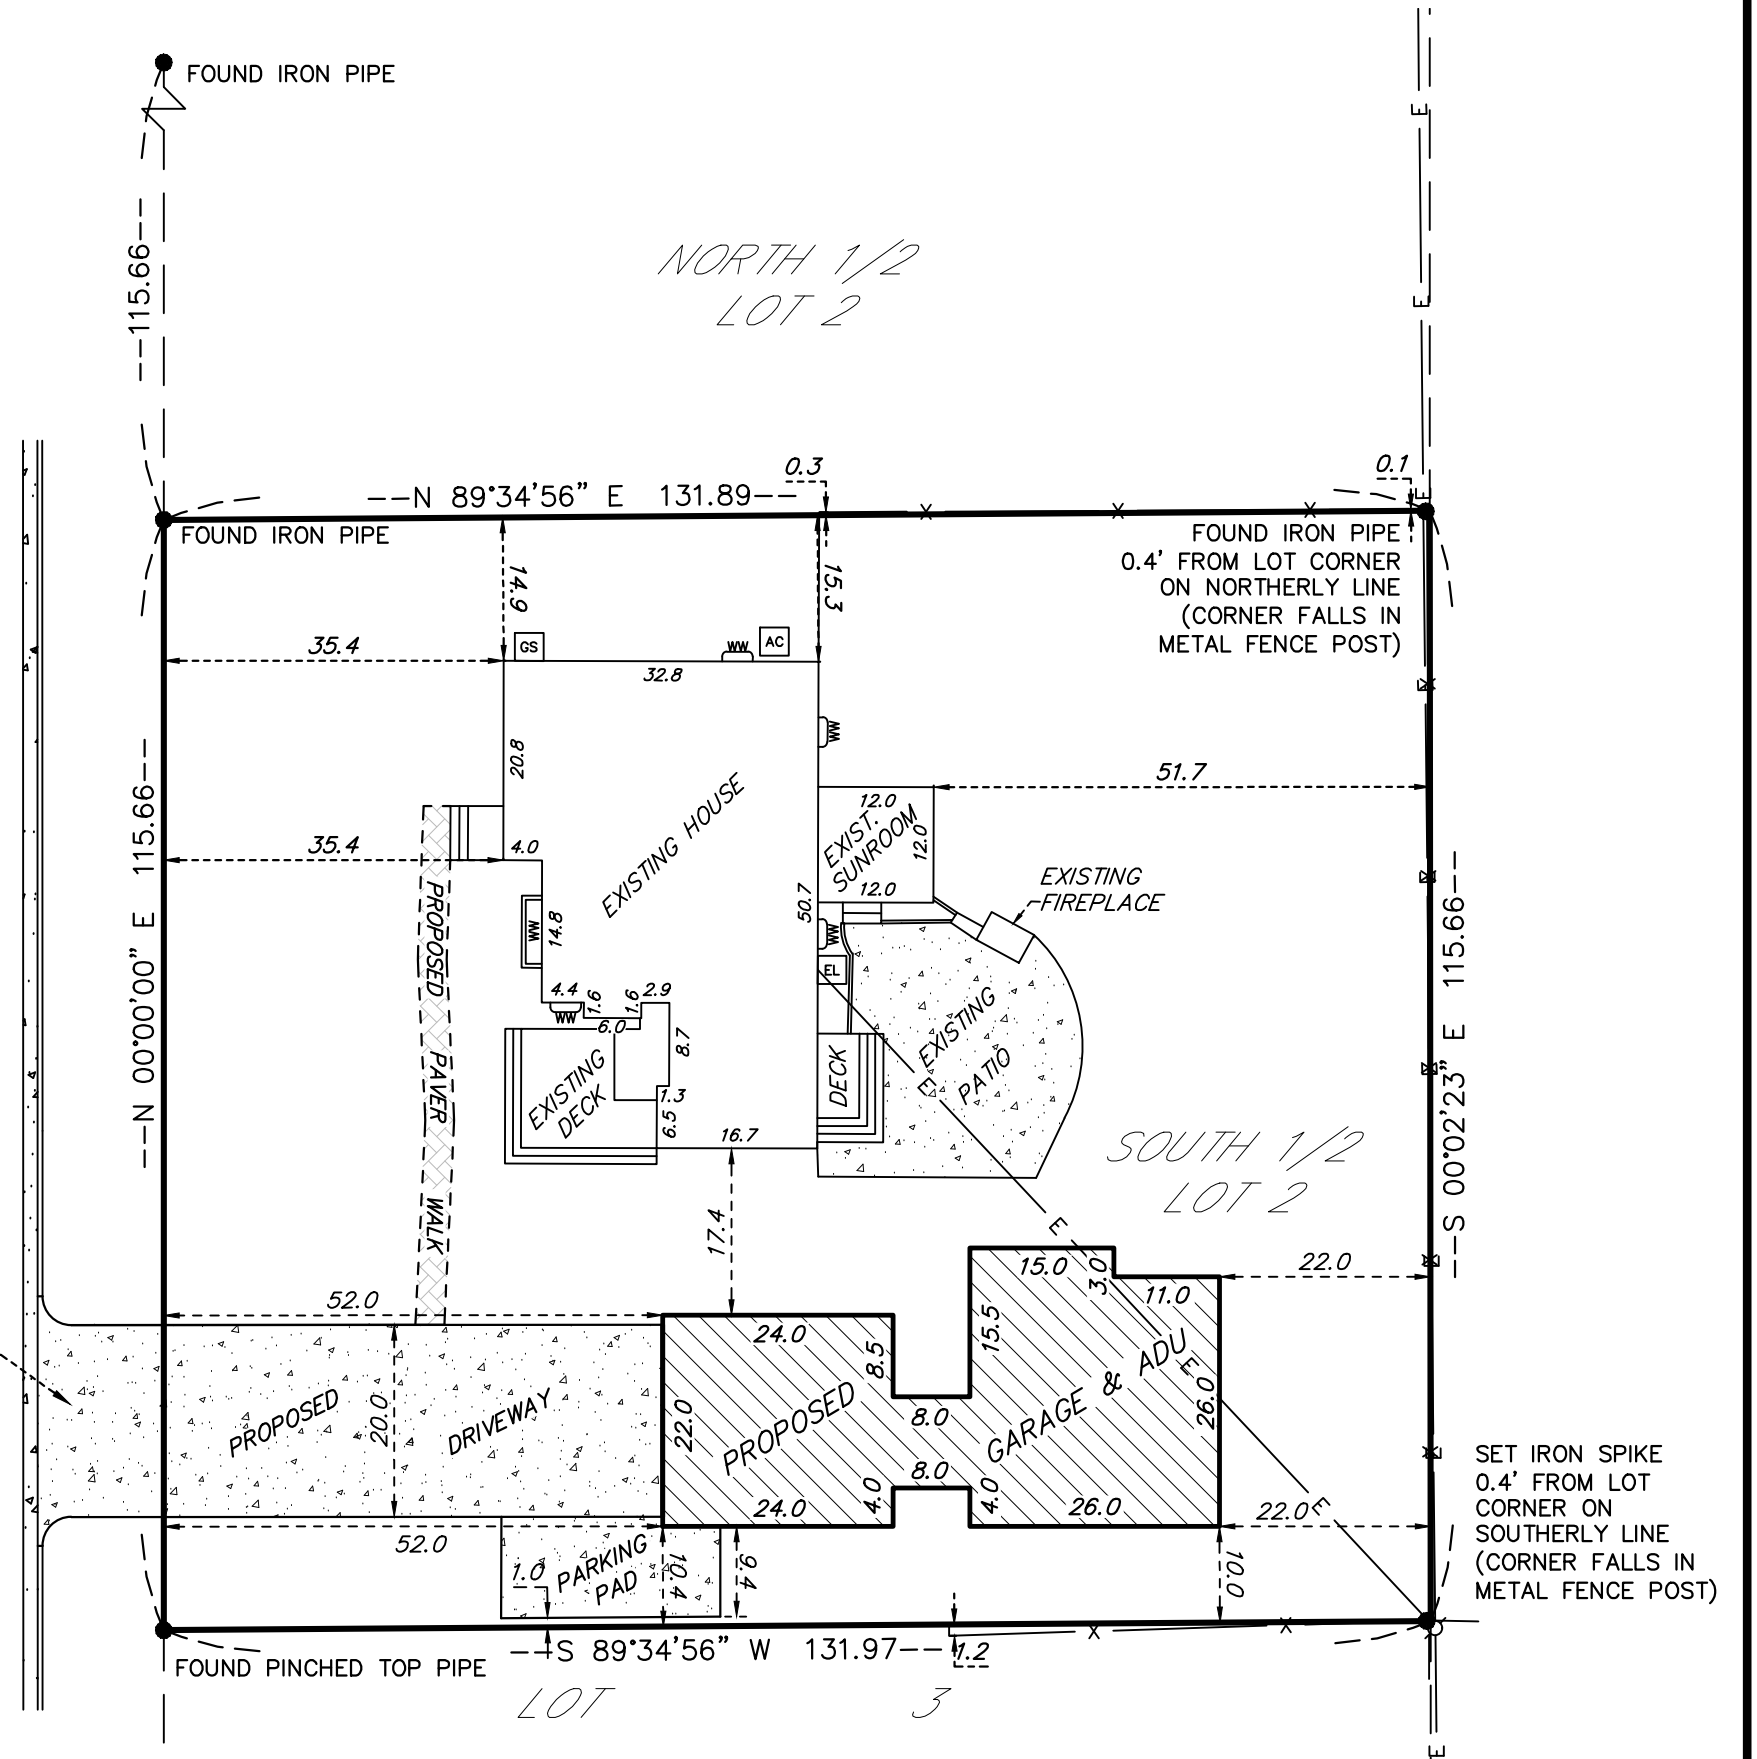 FOUND IRON PIPE
--115.66--
NORTH 1/2
LOT 2
E
E
E
0.3
0.1
--N 89°34'56" E 131.89--
X
X
X
FOUND IRON PIPE
FOUND IRON PIPE
0.4' FROM LOT CORNER
ON NORTHERLY LINE
(CORNER FALLS IN
METAL FENCE POST)
14.9
15.3
35.4
GS
WW
AC
32.8
WW
20.8
EXISTING HOUSE
51.7
12.0
EXIST.
SUNROOM
12.0
12.0
35.4
4.0
--N 00°00'00" E 115.66--
PROPOSED PAVER WALK
WW
14.8
50.7
WW
EL
EXISTING
FIREPLACE
4.4
1.6
1.6
2.9
WW
6.0
8.7
EXISTING
DECK
1.3
6.5
16.7
DECK
EXISTING
PATIO
E
--S 00°02'23" E 115.66--
SOUTH 1/2
LOT 2
17.4
E
52.0
15.0
3.0
11.0
22.0
24.0
8.5
15.5
PROPOSED DRIVEWAY
20.0
22.0
PROPOSED GARAGE & ADU
E
26.0
8.0
8.0
24.0
4.0
4.0
26.0
22.0
E
52.0
PARKING
PAD
1.0
10.4
9.4
10.0
SET IRON SPIKE
0.4' FROM LOT
CORNER ON
SOUTHERLY LINE
(CORNER FALLS IN
METAL FENCE POST)
--S 89°34'56" W 131.97--
1.2
X
X
FOUND PINCHED TOP PIPE
LOT 3
E